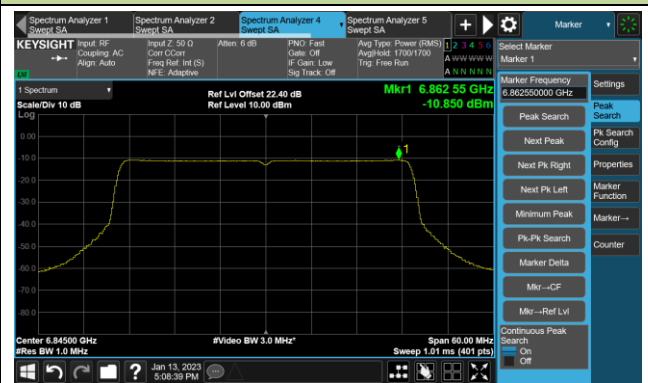 Spectrum Analyzer 1
Swept SA
Spectrum Analyzer 2
Swept SA
Spectrum Analyzer 4
Swept SA
Spectrum Analyzer 5
Swept SA
+
Marker
KEYSIGHT
Input: RF
Coupling: AC
Align: Auto
Input Z: 50 Ω
Corr CCorr
Freq Ref: Int (S)
NFE: Adaptive
Atten: 6 dB
PNO: Fast
Gate: Off
IF Gain: Low
Sig Track: Off
Avg Type: Power (RMS)
Avg|Hold: 1700/1700
Trig: Free Run
1 2 3 4 5 6
A W W W W W
A N N N N N
LXI
Select Marker
Marker 1
1 Spectrum
Scale/Div 10 dB
Log
Ref Lvl Offset 22.40 dB
Ref Level 10.00 dBm
Mkr1 6.862 55 GHz
-10.850 dBm
0.00
-10.0
-20.0
-30.0
-40.0
-50.0
-60.0
-70.0
-80.0
1
Center 6.84500 GHz
#Res BW 1.0 MHz
#Video BW 3.0 MHz*
Span 60.00 MHz
Sweep 1.01 ms (401 pts)
Marker Frequency
6.862550000 GHz
Peak Search
Next Peak
Next Pk Right
Next Pk Left
Minimum Peak
Pk-Pk Search
Marker Delta
Mkr→CF
Mkr→Ref Lvl
Continuous Peak
Search
On
Off
Settings
Peak
Search
Pk Search
Config
Properties
Marker
Function
Marker→
Counter
?
Jan 13, 2023
5:08:39 PM